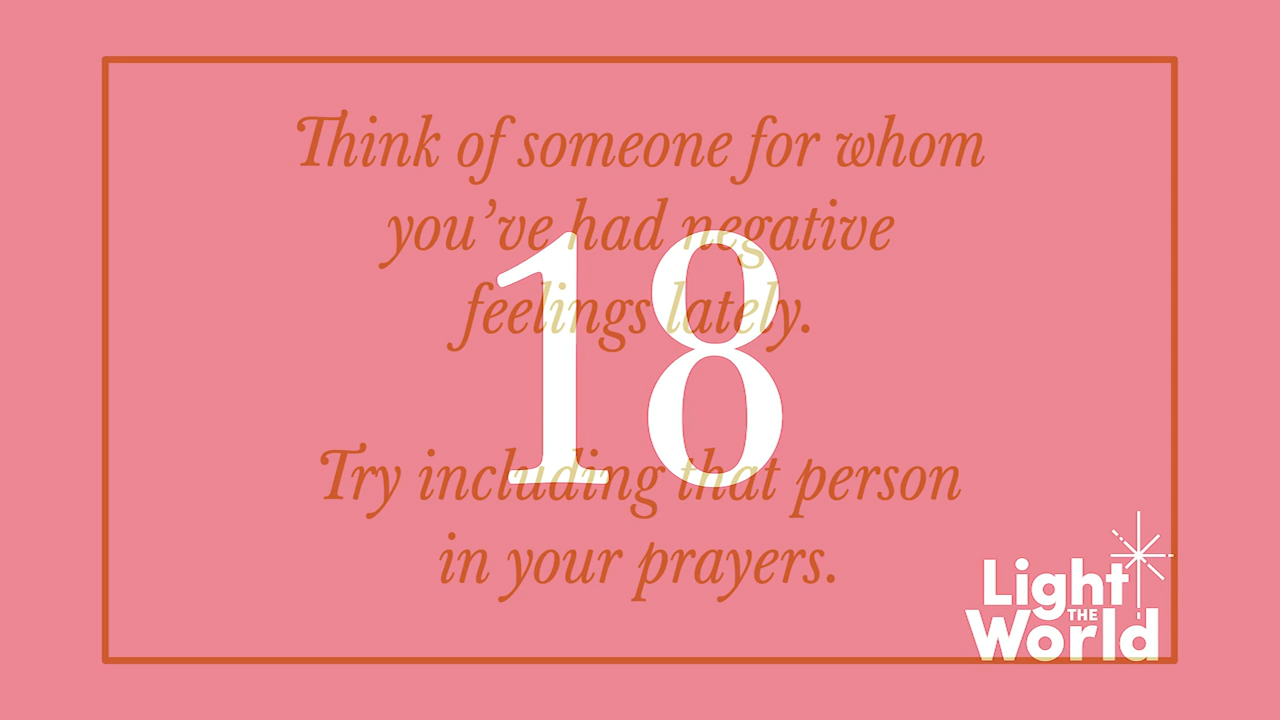 Think of someone for whom
you’ve had negative
feelings lately.
18
Try including that person
in your prayers.
Light
THE
World